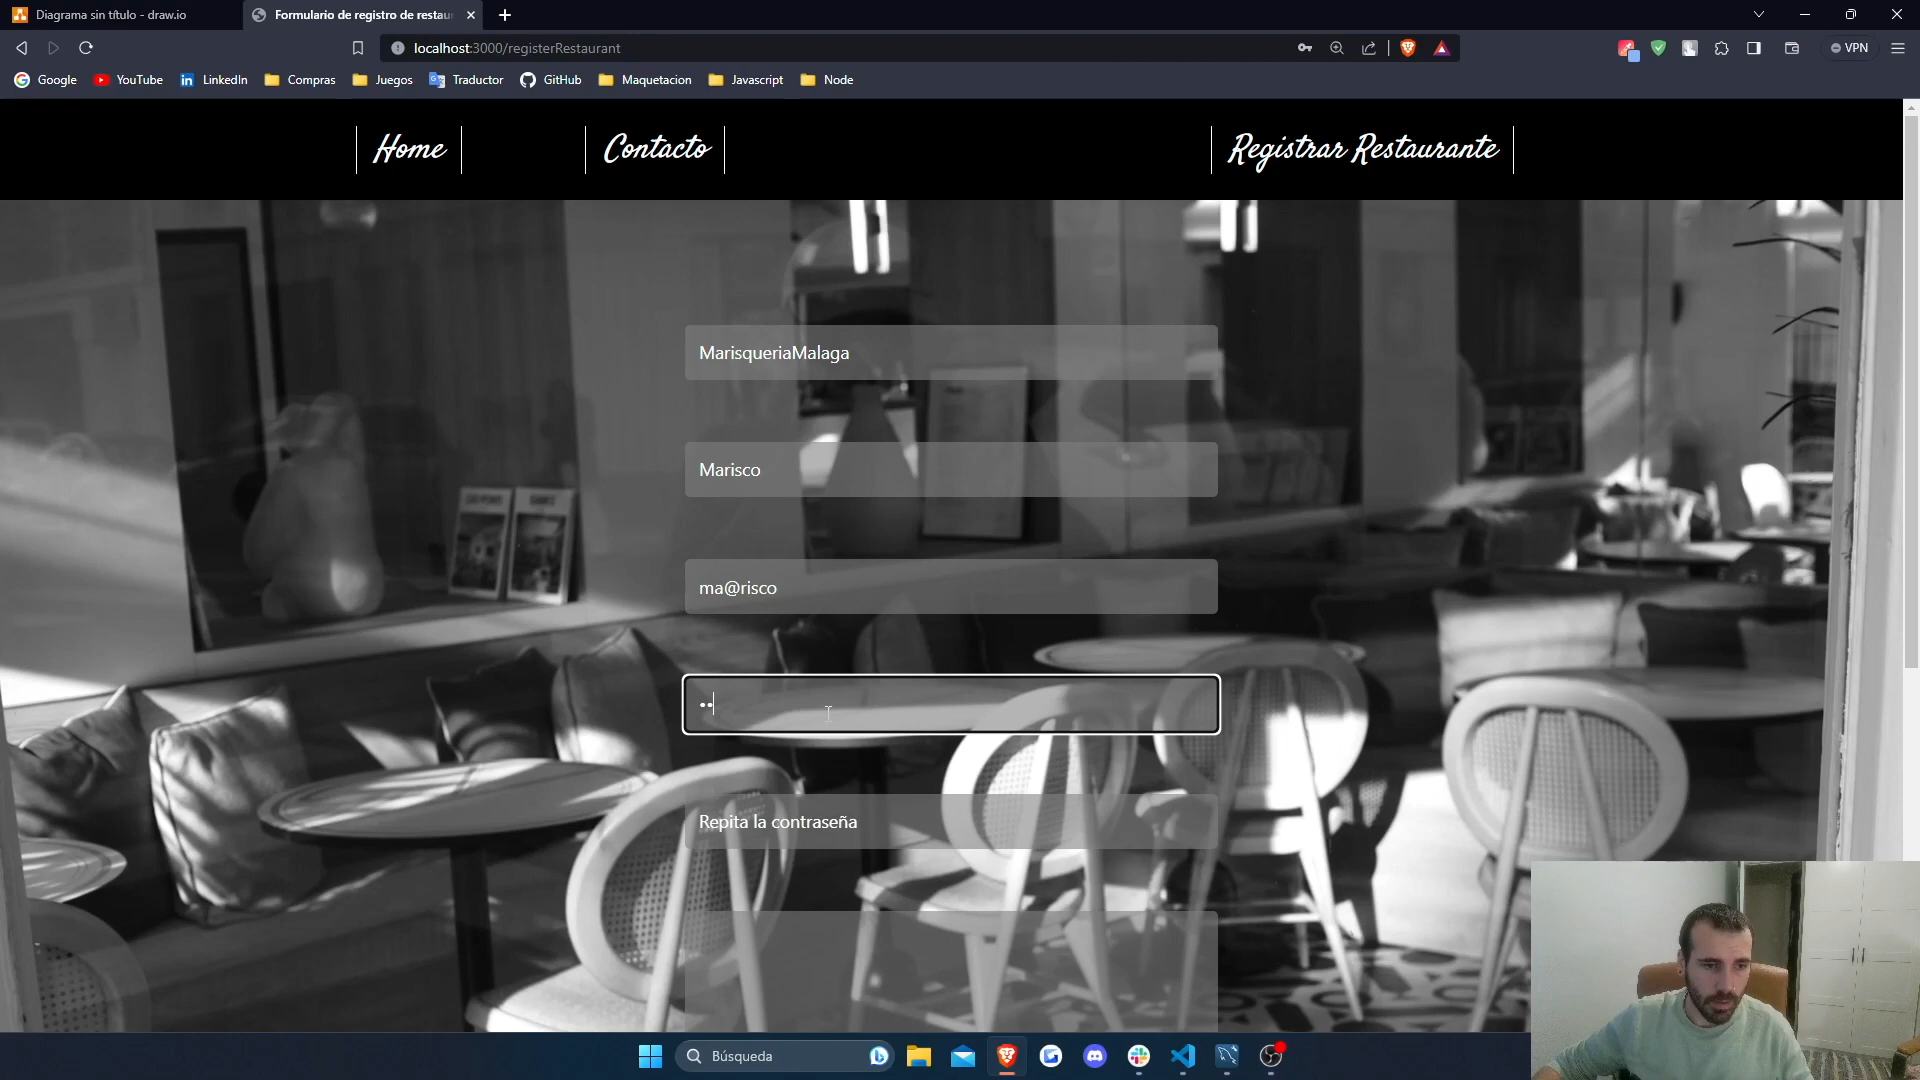 Diagrama sin título - draw.io
Formulario de registro de restau
localhost:3000/registerRestaurant
VPN
Google
YouTube
LinkedIn
Compras
Juegos
Traductor
GitHub
Maquetacion
Javascript
Node
Home
Contacto
Registrar Restaurante
MarisqueriaMalaga
Marisco
ma@risco
••
Repita la contraseña
Búsqueda